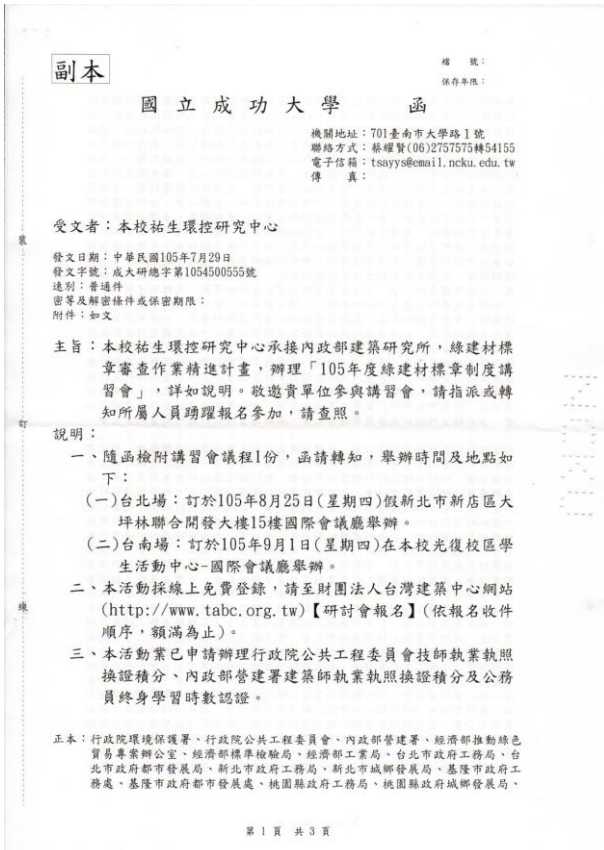 檔　　號：
保存年限：
副本
國立成功大學　　函
機關地址：701臺南市大學路1號
聯絡方式：蔡耀賢(06)2757575轉54155
電子信箱：tsayys@email.ncku.edu.tw
傳　　真：
受文者：本校祐生環控研究中心
發文日期：中華民國105年7月29日
發文字號：成大研總字第1054500555號
速別：普通件
密等及解密條件或保密期限：
附件：如文
主旨：本校祐生環控研究中心承接內政部建築研究所，綠建材標
章審查作業精進計畫，辦理「105年度綠建材標章制度講
習會」，詳如說明。敬邀貴單位參與講習會，請指派或轉
知所屬人員踴躍報名參加，請查照。
說明：
一、隨函檢附講習會議程1份，函請轉知，舉辦時間及地點如
下：
(一)台北場：訂於105年8月25日(星期四)假新北市新店區大
坪林聯合開發大樓15樓國際會議廳舉辦。
(二)台南場：訂於105年9月1日(星期四)在本校光復校區學
生活動中心-國際會議廳舉辦。
二、本活動採線上免費登錄，請至財團法人台灣建築中心網站
(http://www.tabc.org.tw)【研討會報名】(依報名收件
順序，額滿為止)。
三、本活動業已申請辦理行政院公共工程委員會技師執業執照
換證積分、內政部營建署建築師執業執照換證積分及公務
員終身學習時數認證。
正本：行政院環境保護署、行政院公共工程委員會、內政部營建署、經濟部推動綠色
貿易專案辦公室、經濟部標準檢驗局、經濟部工業局、台北市政府工務局、台
北市政府都市發展局、新北市政府工務局、新北市城鄉發展局、基隆市政府工
務處、基隆市政府都市發展處、桃園縣政府工務局、桃園縣政府城鄉發展局、
第1頁　共3頁
裝
訂
線